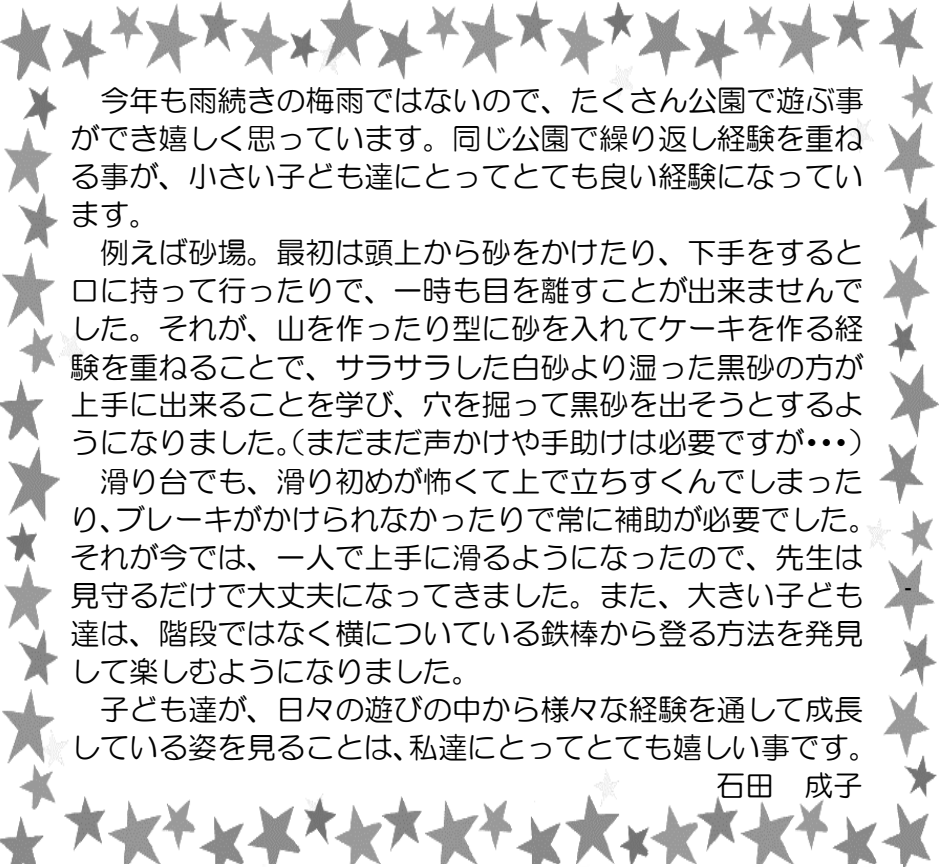 今年も雨続きの梅雨ではないので、たくさん公園で遊ぶ事
ができ嬉しく思っています。同じ公園で繰り返し経験を重ね
る事が、小さい子ども達にとってとても良い経験になってい
ます。
　例えば砂場。最初は頭上から砂をかけたり、下手をすると
口に持って行ったりで、一時も目を離すことが出来ませんで
した。それが、山を作ったり型に砂を入れてケーキを作る経
験を重ねることで、サラサラした白砂より湿った黒砂の方が
上手に出来ることを学び、穴を掘って黒砂を出そうとするよ
うになりました。（まだまだ声かけや手助けは必要ですが・・・）
　滑り台でも、滑り初めが怖くて上で立ちすくんでしまった
り、ブレーキがかけられなかったりで常に補助が必要でした。
それが今では、一人で上手に滑るようになったので、先生は
見守るだけで大丈夫になってきました。また、大きい子ども
達は、階段ではなく横についている鉄棒から登る方法を発見
して楽しむようになりました。
　子ども達が、日々の遊びの中から様々な経験を通して成長
している姿を見ることは、私達にとってとても嬉しい事です。
石田　成子